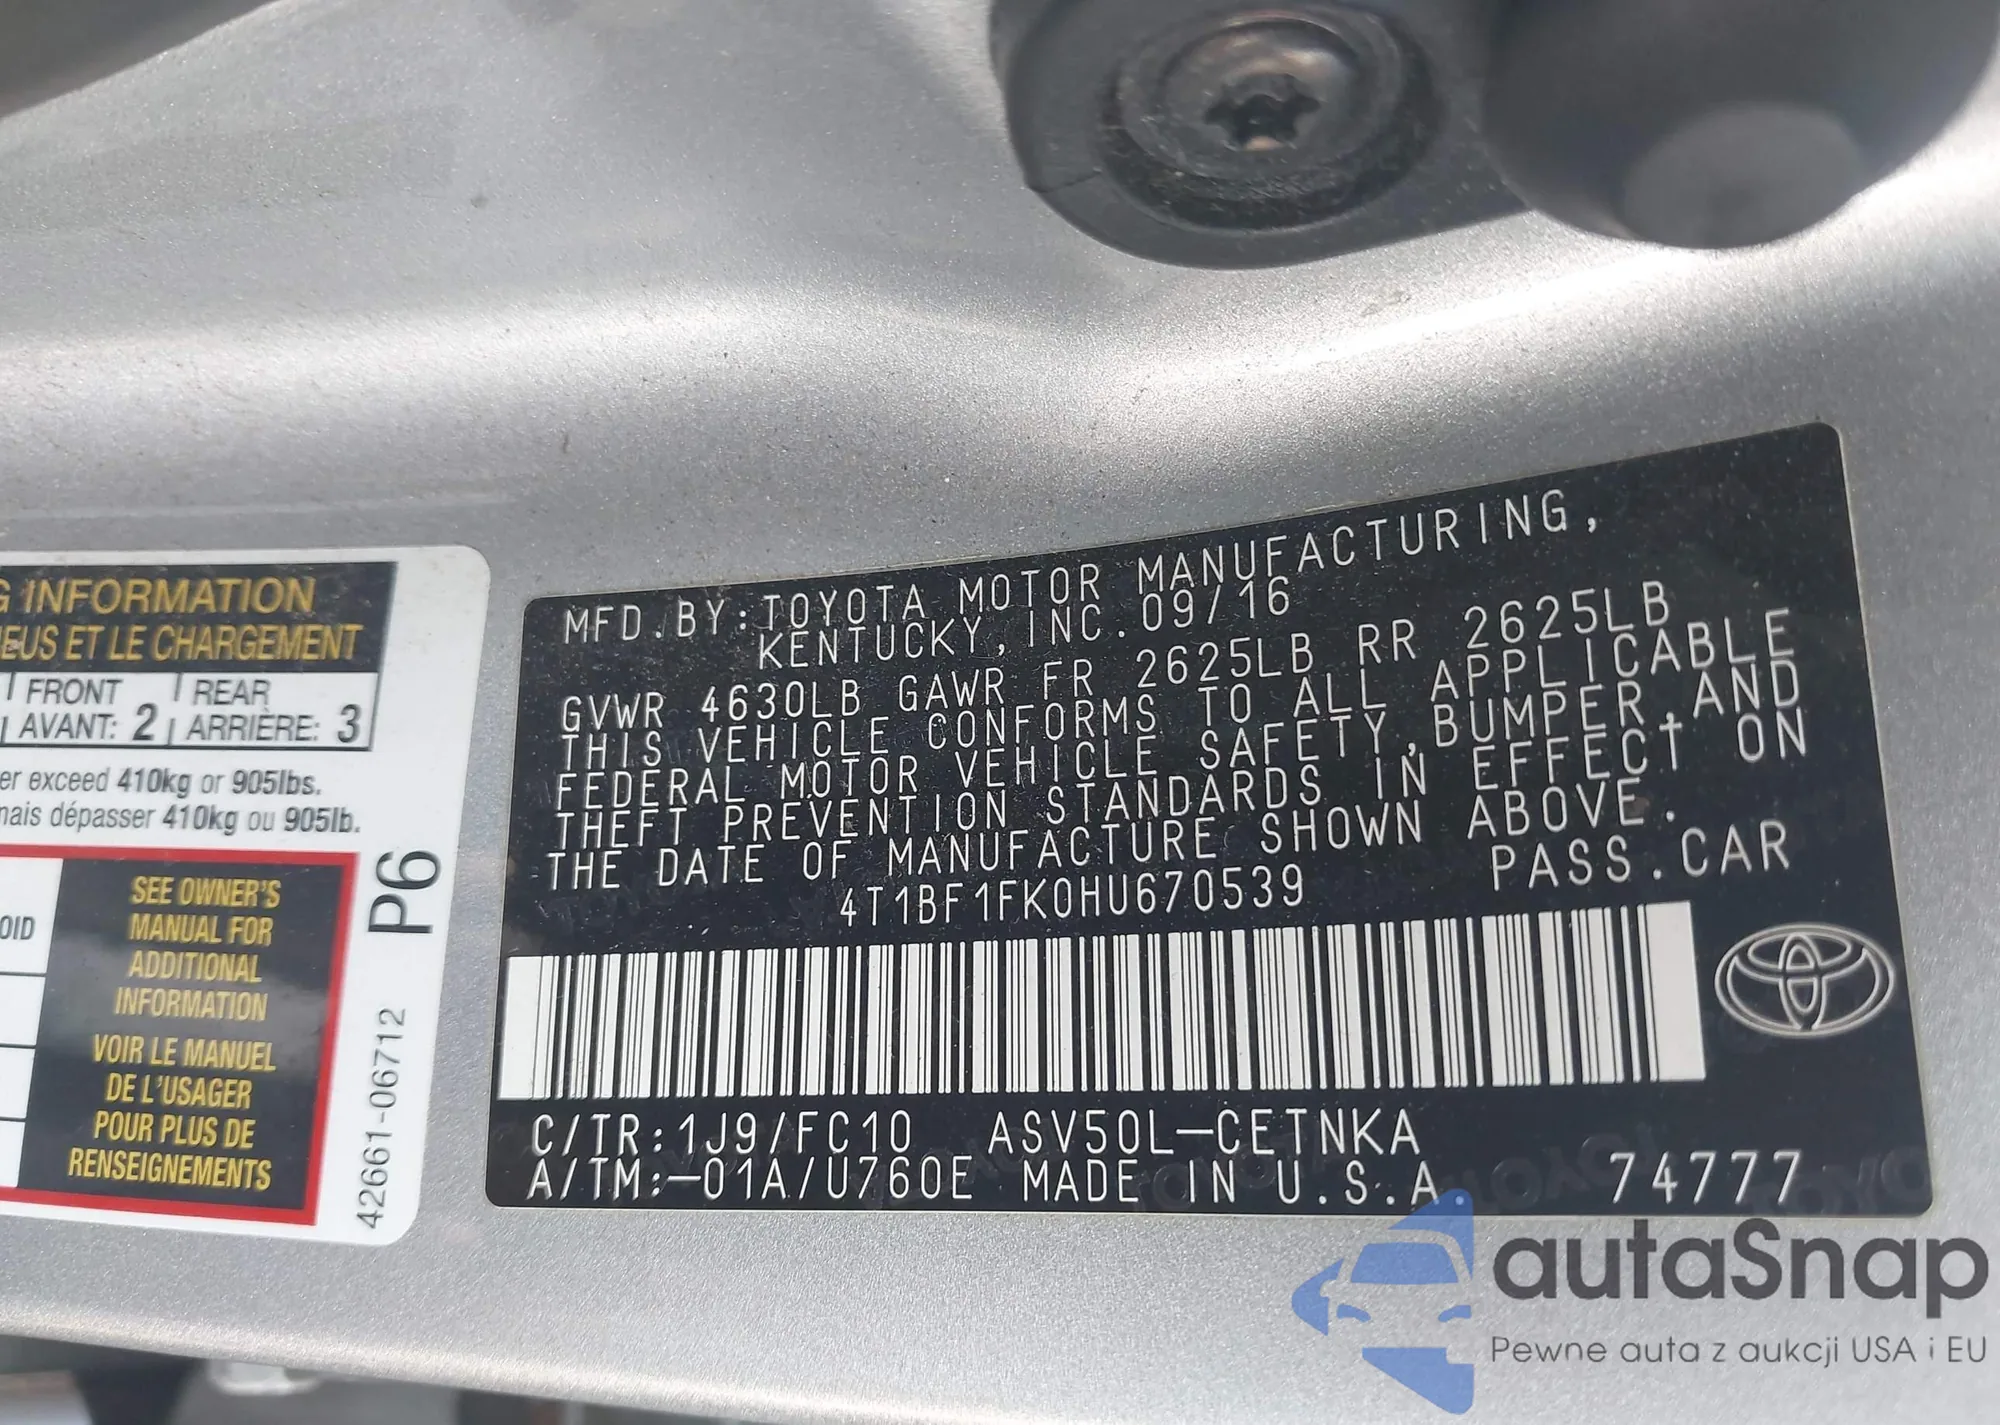 G INFORMATION
EUS ET LE CHARGEMENT
FRONT REAR
AVANT: 2 ARRIÈRE: 3
er exceed 410kg or 905lbs.
mais dépasser 410kg ou 905lb.
OID
SEE OWNER'S
MANUAL FOR
ADDITIONAL
INFORMATION
VOIR LE MANUEL
DE L'USAGER
POUR PLUS DE
RENSEIGNEMENTS
P6
42661-06712
MFD.BY:TOYOTA MOTOR MANUFACTURING,
KENTUCKY,INC.09/16
GVWR 4630LB GAWR FR 2625LB RR 2625LB
THIS VEHICLE CONFORMS TO ALL APPLICABLE
FEDERAL MOTOR VEHICLE SAFETY,BUMPER,AND
THEFT PREVENTION STANDARDS IN EFFECT ON
THE DATE OF MANUFACTURE SHOWN ABOVE.
4T1BF1FK0HU670539 PASS.CAR
C/TR:1J9/FC10 ASV50L-CETNKA
A/TM:-01A/U760E MADE IN U.S.A. 74777
autaSnap
Pewne auta z aukcji USA i EU